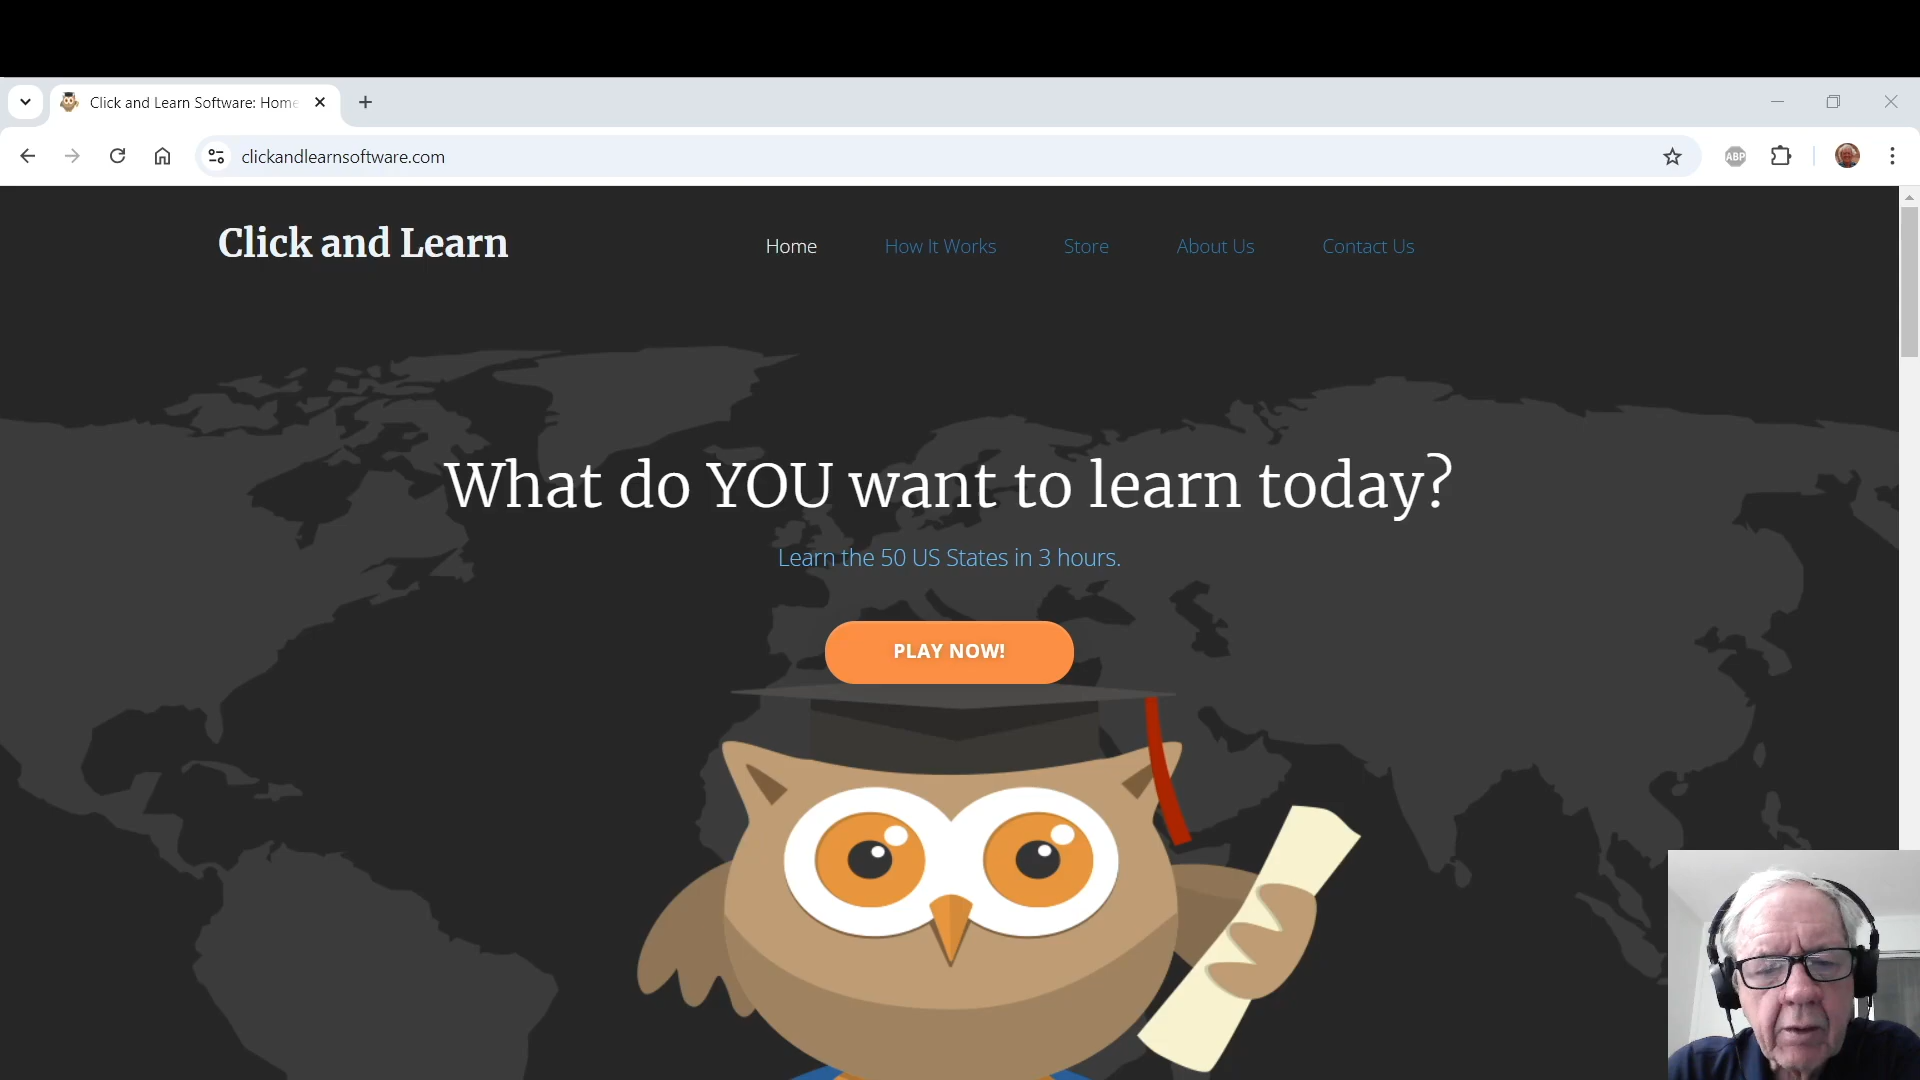 Click and Learn Software: Home
clickandlearnsoftware.com
ABP
Click and Learn
Home
How It Works
Store
About Us
Contact Us
What do YOU want to learn today?
Learn the 50 US States in 3 hours.
PLAY NOW!